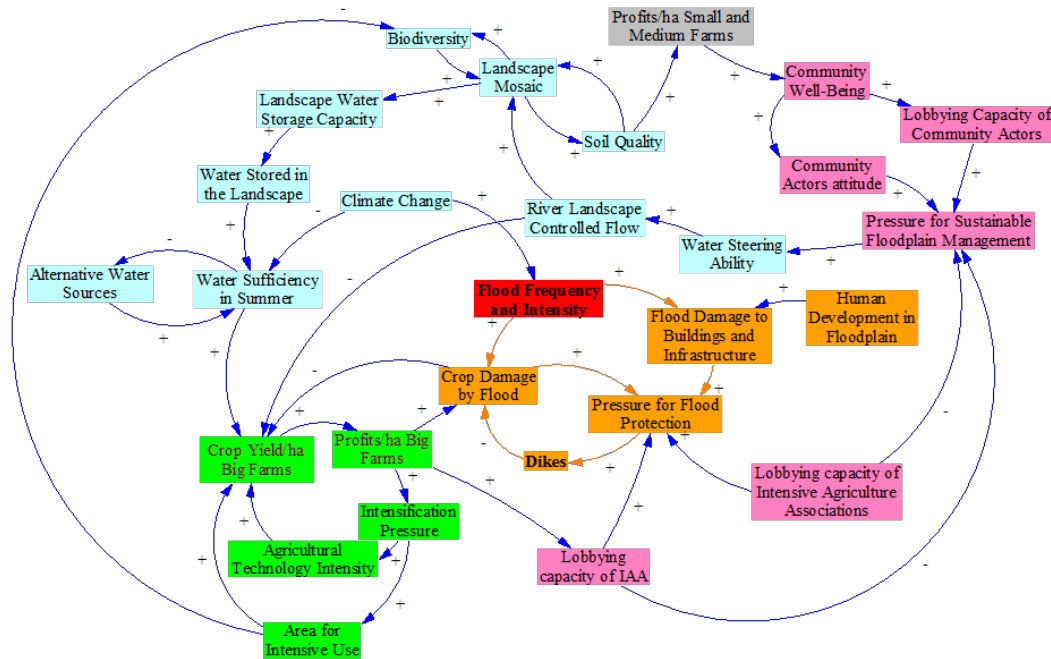 Profits/ha Small and
Medium Farms
Biodiversity
Landscape
Mosaic
Community
Well-Being
Landscape Water
Storage Capacity
Lobbying Capacity of
Community Actors
Soil Quality
Water Stored in
the Landscape
Community
Actors attitude
Climate Change
River Landscape
Controlled Flow
Pressure for Sustainable
Floodplain Management
Water Steering
Ability
Alternative Water
Sources
Water Sufficiency
in Summer
Flood Frequency
and Intensity
Flood Damage to
Buildings and
Infrastructure
Human
Development in
Floodplain
Crop Damage
by Flood
Pressure for Flood
Protection
Crop Yield/ha
Big Farms
Profits/ha Big
Farms
Dikes
Lobbying capacity of
Intensive Agriculture
Associations
Intensification
Pressure
Agricultural
Technology Intensity
Lobbying
capacity of IAA
Area for
Intensive Use